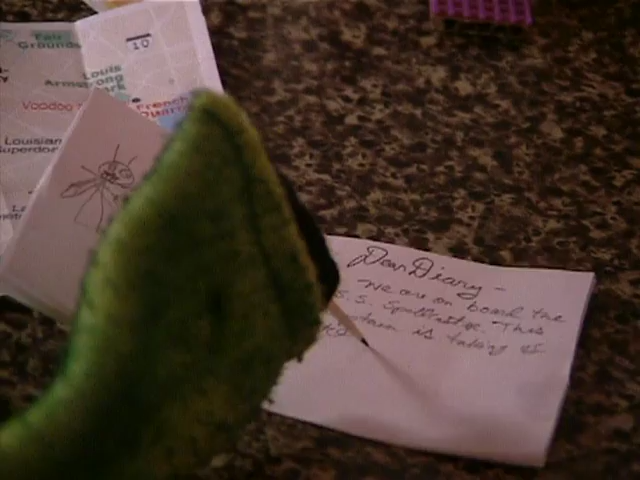 Fair
Grounds
10
Louis
Armstrong
Park
Voodoo
French
Quarter
Louisiana
Superdome
Dear Diary -
We are on board the
S.S. This
is taking us